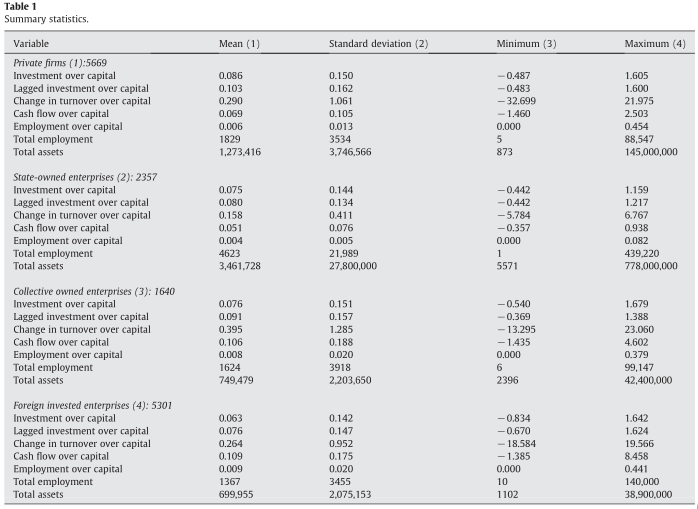 Table 1
Summary statistics.
Variable Mean (1) Standard deviation (2) Minimum (3) Maximum (4)
Private firms (1):5669
Investment over capital 0.086 0.150 −0.487 1.605
Lagged investment over capital 0.103 0.162 −0.483 1.600
Change in turnover over capital 0.290 1.061 −32.699 21.975
Cash flow over capital 0.069 0.105 −1.460 2.503
Employment over capital 0.006 0.013 0.000 0.454
Total employment 1829 3534 5 88,547
Total assets 1,273,416 3,746,566 873 145,000,000
State-owned enterprises (2): 2357
Investment over capital 0.075 0.144 −0.442 1.159
Lagged investment over capital 0.080 0.134 −0.442 1.217
Change in turnover over capital 0.158 0.411 −5.784 6.767
Cash flow over capital 0.051 0.076 −0.357 0.938
Employment over capital 0.004 0.005 0.000 0.082
Total employment 4623 21,989 1 439,220
Total assets 3,461,728 27,800,000 5571 778,000,000
Collective owned enterprises (3): 1640
Investment over capital 0.076 0.151 −0.540 1.679
Lagged investment over capital 0.091 0.157 −0.369 1.388
Change in turnover over capital 0.395 1.285 −13.295 23.060
Cash flow over capital 0.106 0.188 −1.435 4.602
Employment over capital 0.008 0.020 0.000 0.379
Total employment 1624 3918 6 99,147
Total assets 749,479 2,203,650 2396 42,400,000
Foreign invested enterprises (4): 5301
Investment over capital 0.063 0.142 −0.834 1.642
Lagged investment over capital 0.076 0.147 −0.670 1.624
Change in turnover over capital 0.264 0.952 −18.584 19.566
Cash flow over capital 0.109 0.175 −1.385 8.458
Employment over capital 0.009 0.020 0.000 0.441
Total employment 1367 3455 10 140,000
Total assets 699,955 2,075,153 1102 38,900,000